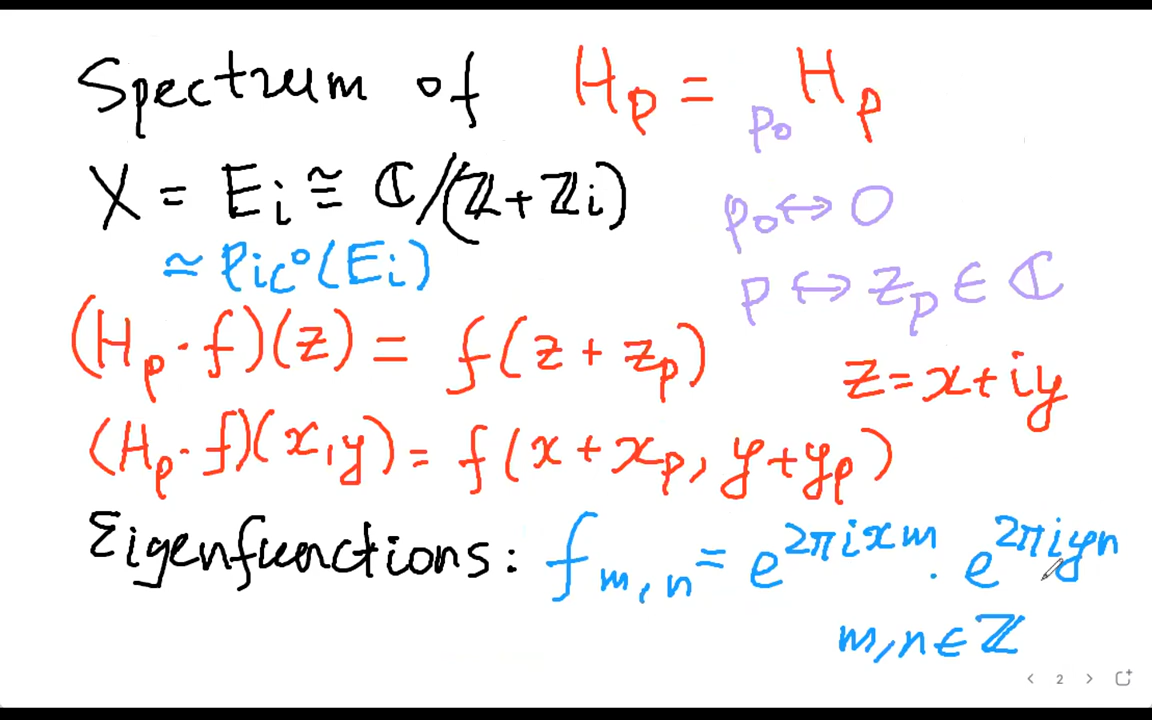 Spectrum of H_p = _{p_0}H_p
X = E_i ≅ ℂ/(ℤ+ℤi)
p_0 ↔ 0
≃ Pic^0(E_i)
p ↔ z_p ∈ ℂ
(H_p · f)(z) = f(z + z_p)
z = x + iy
(H_p · f)(x, y) = f(x + x_p, y + y_p)
Eigenfunctions: f_{m,n} = e^{2πixm} · e^{2πiyn}
m, n ∈ ℤ
2